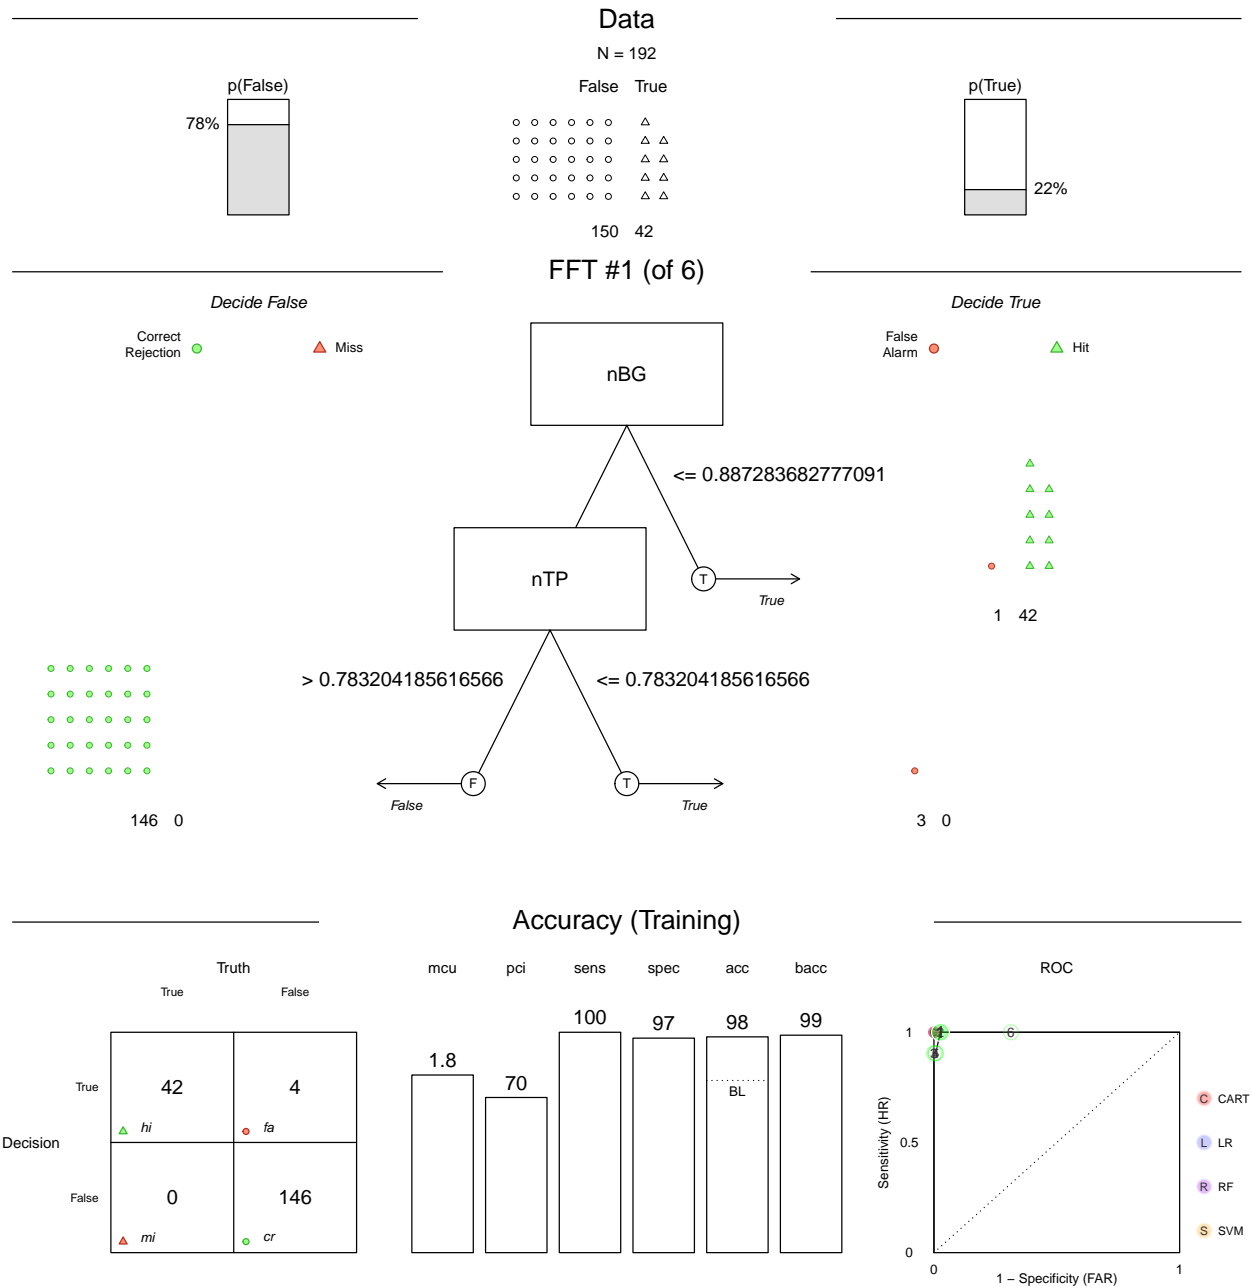 Data
N = 192
p(False)
False True
p(True)
78%
22%
150 42
FFT #1 (of 6)
Decide False
Decide True
Correct
Rejection
Miss
False
Alarm
Hit
nBG
<= 0.887283682777091
nTP
T
True
1 42
> 0.783204185616566
<= 0.783204185616566
F
False
T
True
146 0
3 0
Accuracy (Training)
Truth
True False
Decision
True
42
hi
4
fa
False
0
mi
146
cr
mcu pci sens spec acc bacc
1.8
70
100
97
98
99
BL
ROC
1
0.5
0
6
Sensitivity (HR)
0 1
1 − Specificity (FAR)
C CART
L LR
R RF
S SVM